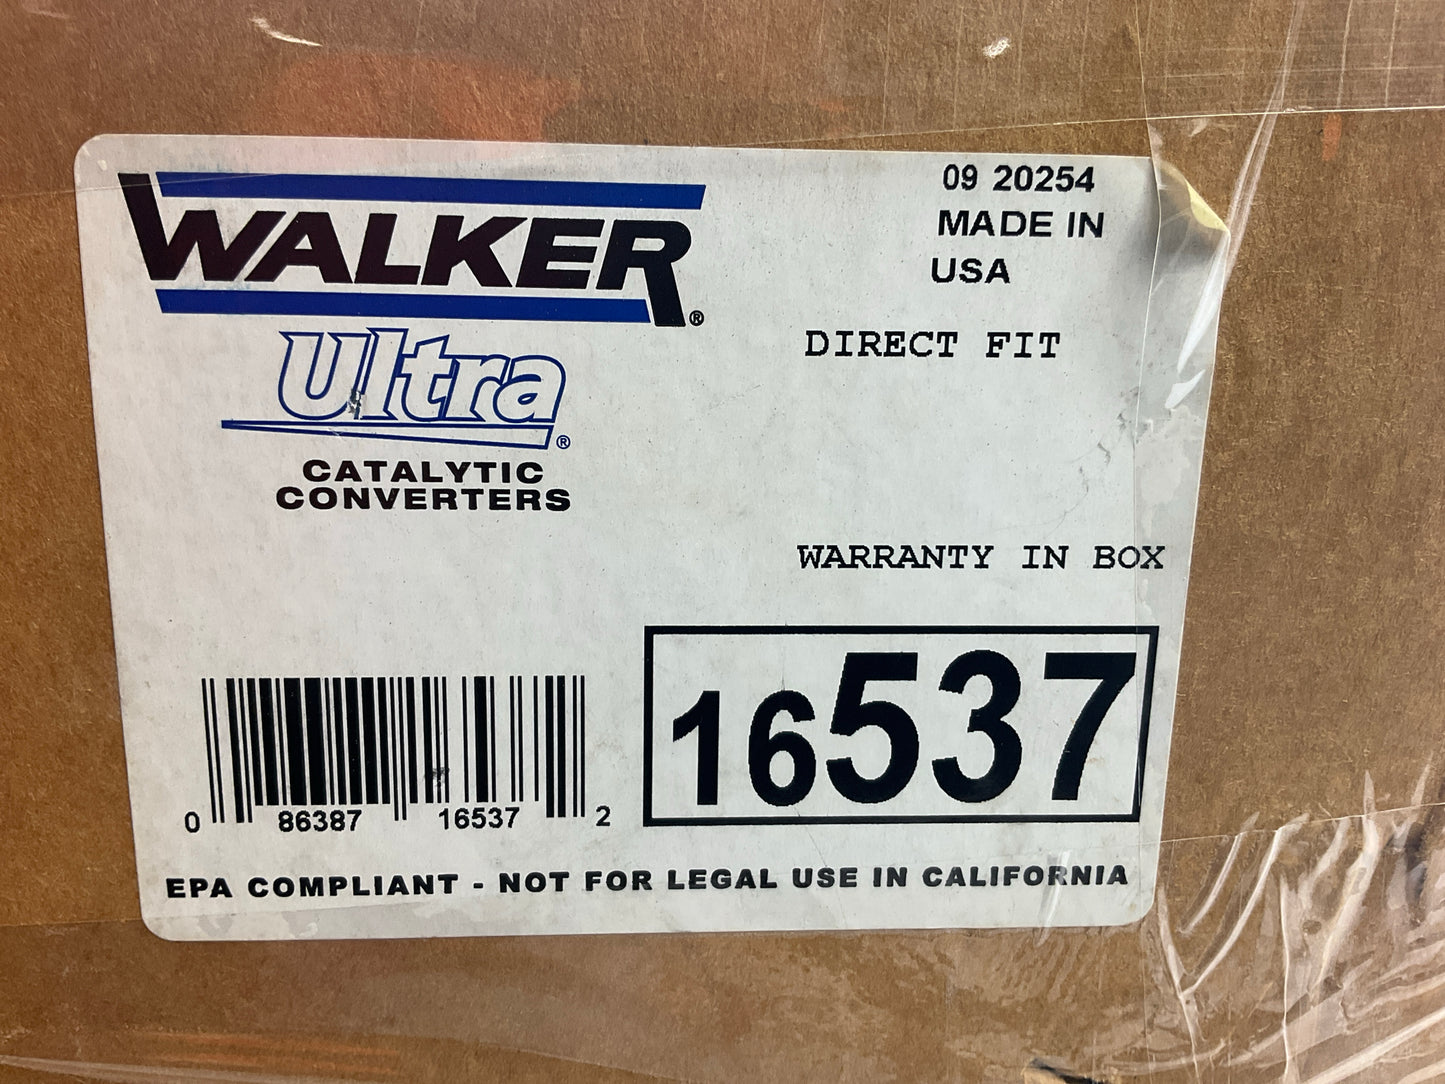 WALKER®
Ultra®
CATALYTIC
CONVERTERS
09 20254
MADE IN
USA
DIRECT FIT
WARRANTY IN BOX
16537
0 86387 16537 2
EPA COMPLIANT - NOT FOR LEGAL USE IN CALIFORNIA